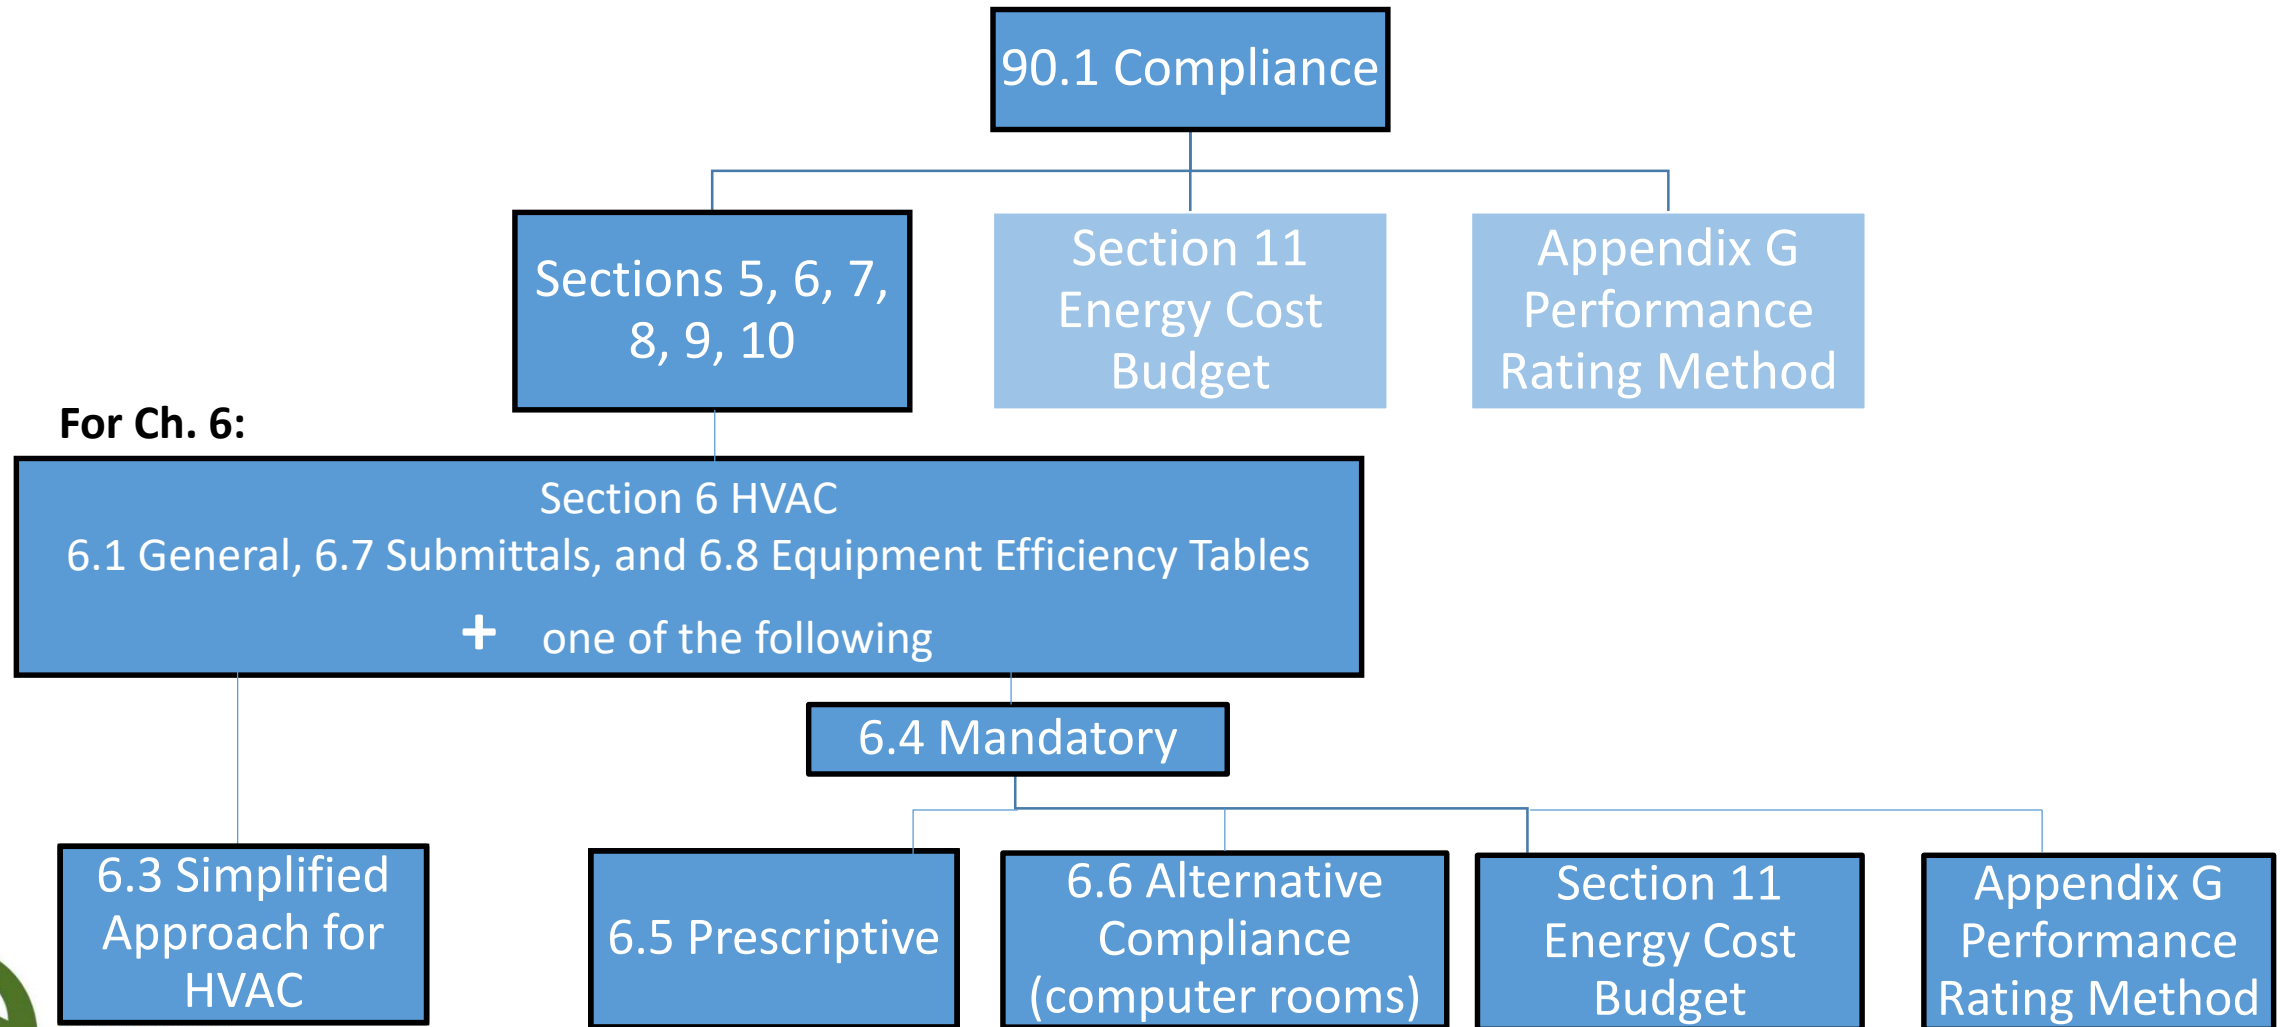 90.1 Compliance
Sections 5, 6, 7,
8, 9, 10
Section 11
Energy Cost
Budget
Appendix G
Performance
Rating Method
For Ch. 6:
Section 6 HVAC
6.1 General, 6.7 Submittals, and 6.8 Equipment Efficiency Tables
+ one of the following
6.4 Mandatory
6.3 Simplified
Approach for
HVAC
6.5 Prescriptive
6.6 Alternative
Compliance
(computer rooms)
Section 11
Energy Cost
Budget
Appendix G
Performance
Rating Method